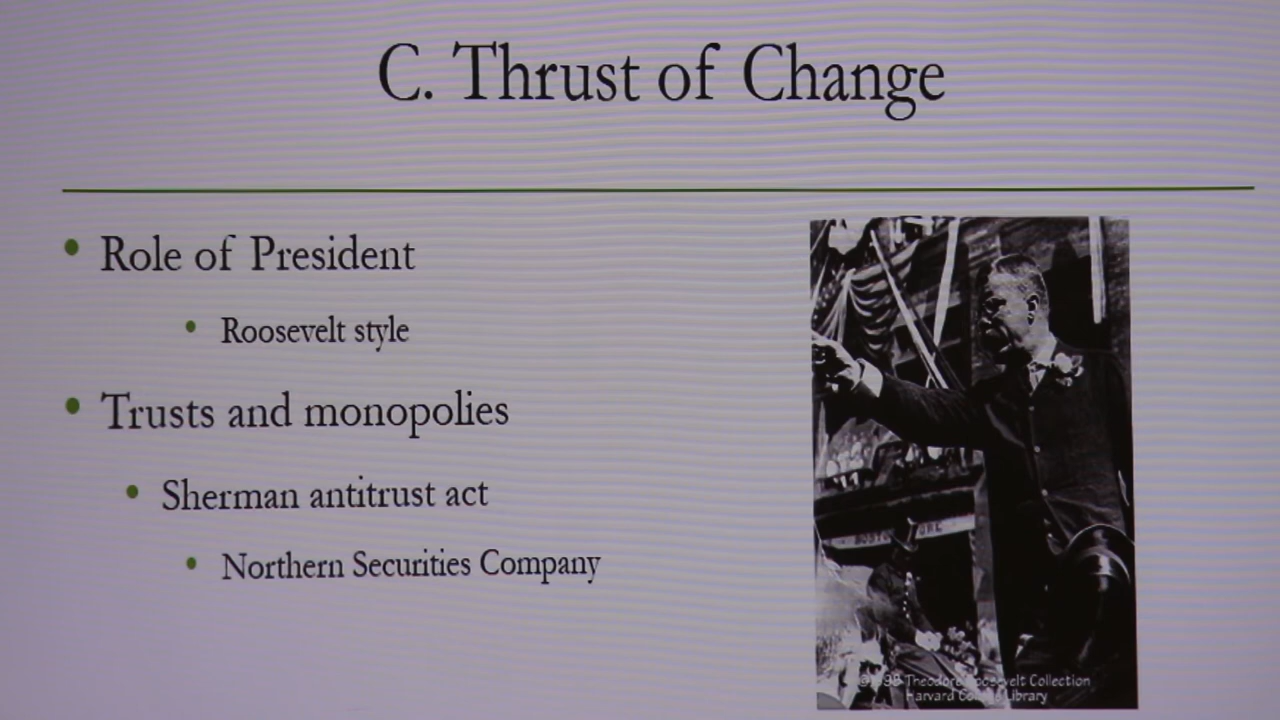 C. Thrust of Change
Role of President
Roosevelt style
Trusts and monopolies
Sherman antitrust act
Northern Securities Company
Theodore Roosevelt Collection
Harvard College Library